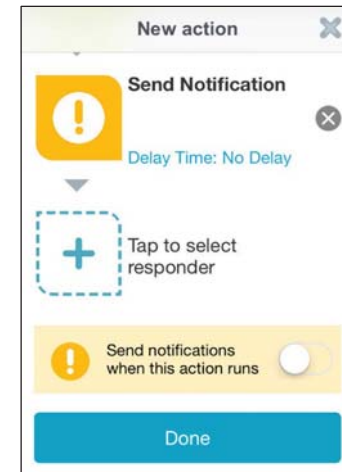 New action
Send Notification
Delay Time: No Delay
Tap to select
responder
Send notifications
when this action runs
Done